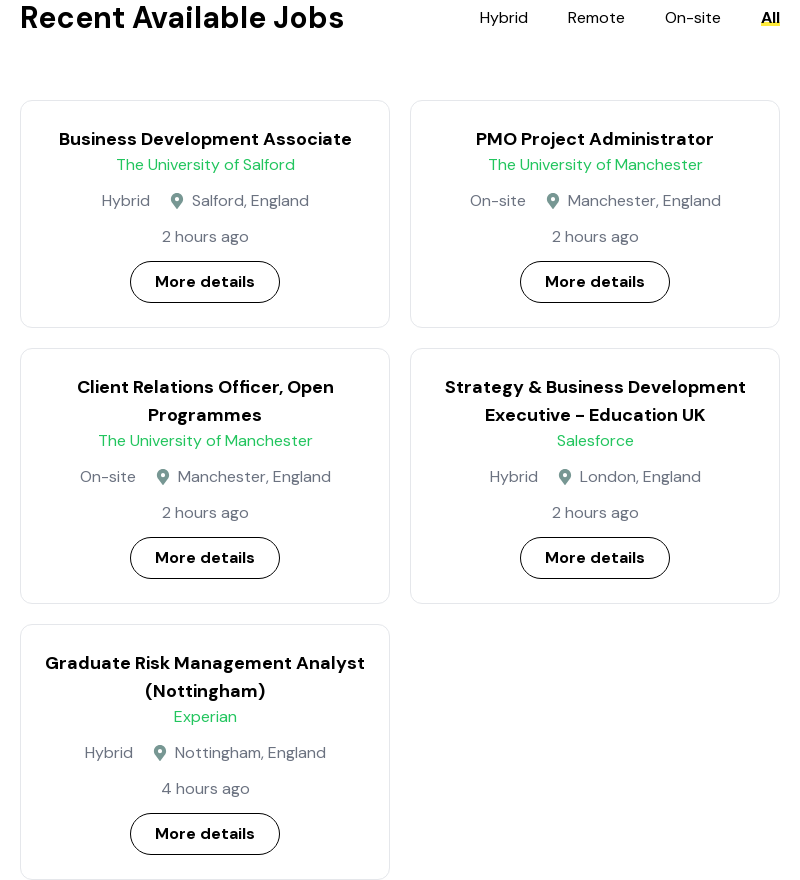 Recent Available Jobs
Hybrid Remote On-site All
Business Development Associate
The University of Salford
Hybrid Salford, England
2 hours ago
More details
PMO Project Administrator
The University of Manchester
On-site Manchester, England
2 hours ago
More details
Client Relations Officer, Open
Programmes
The University of Manchester
On-site Manchester, England
2 hours ago
More details
Strategy & Business Development
Executive – Education UK
Salesforce
Hybrid London, England
2 hours ago
More details
Graduate Risk Management Analyst
(Nottingham)
Experian
Hybrid Nottingham, England
4 hours ago
More details